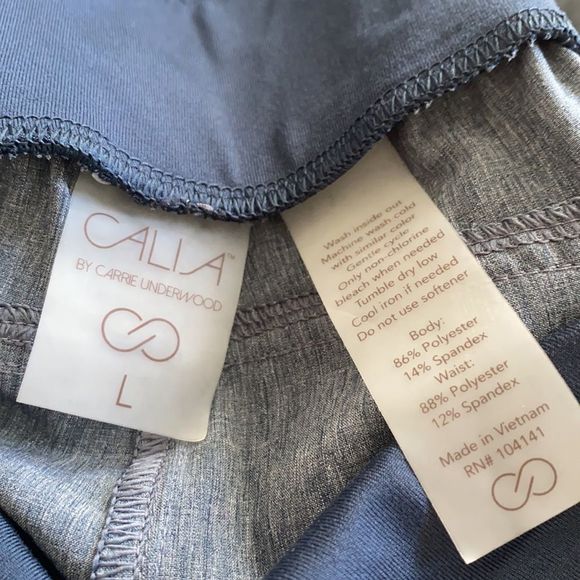 CALIA™
BY CARRIE UNDERWOOD
L
Wash inside out
Machine wash cold
with similar color
Gentle cycle
Only non-chlorine
bleach when needed
Tumble dry low
Cool iron if needed
Do not use softener
Body:
86% Polyester
14% Spandex
Waist:
88% Polyester
12% Spandex
Made in Vietnam
RN# 104141